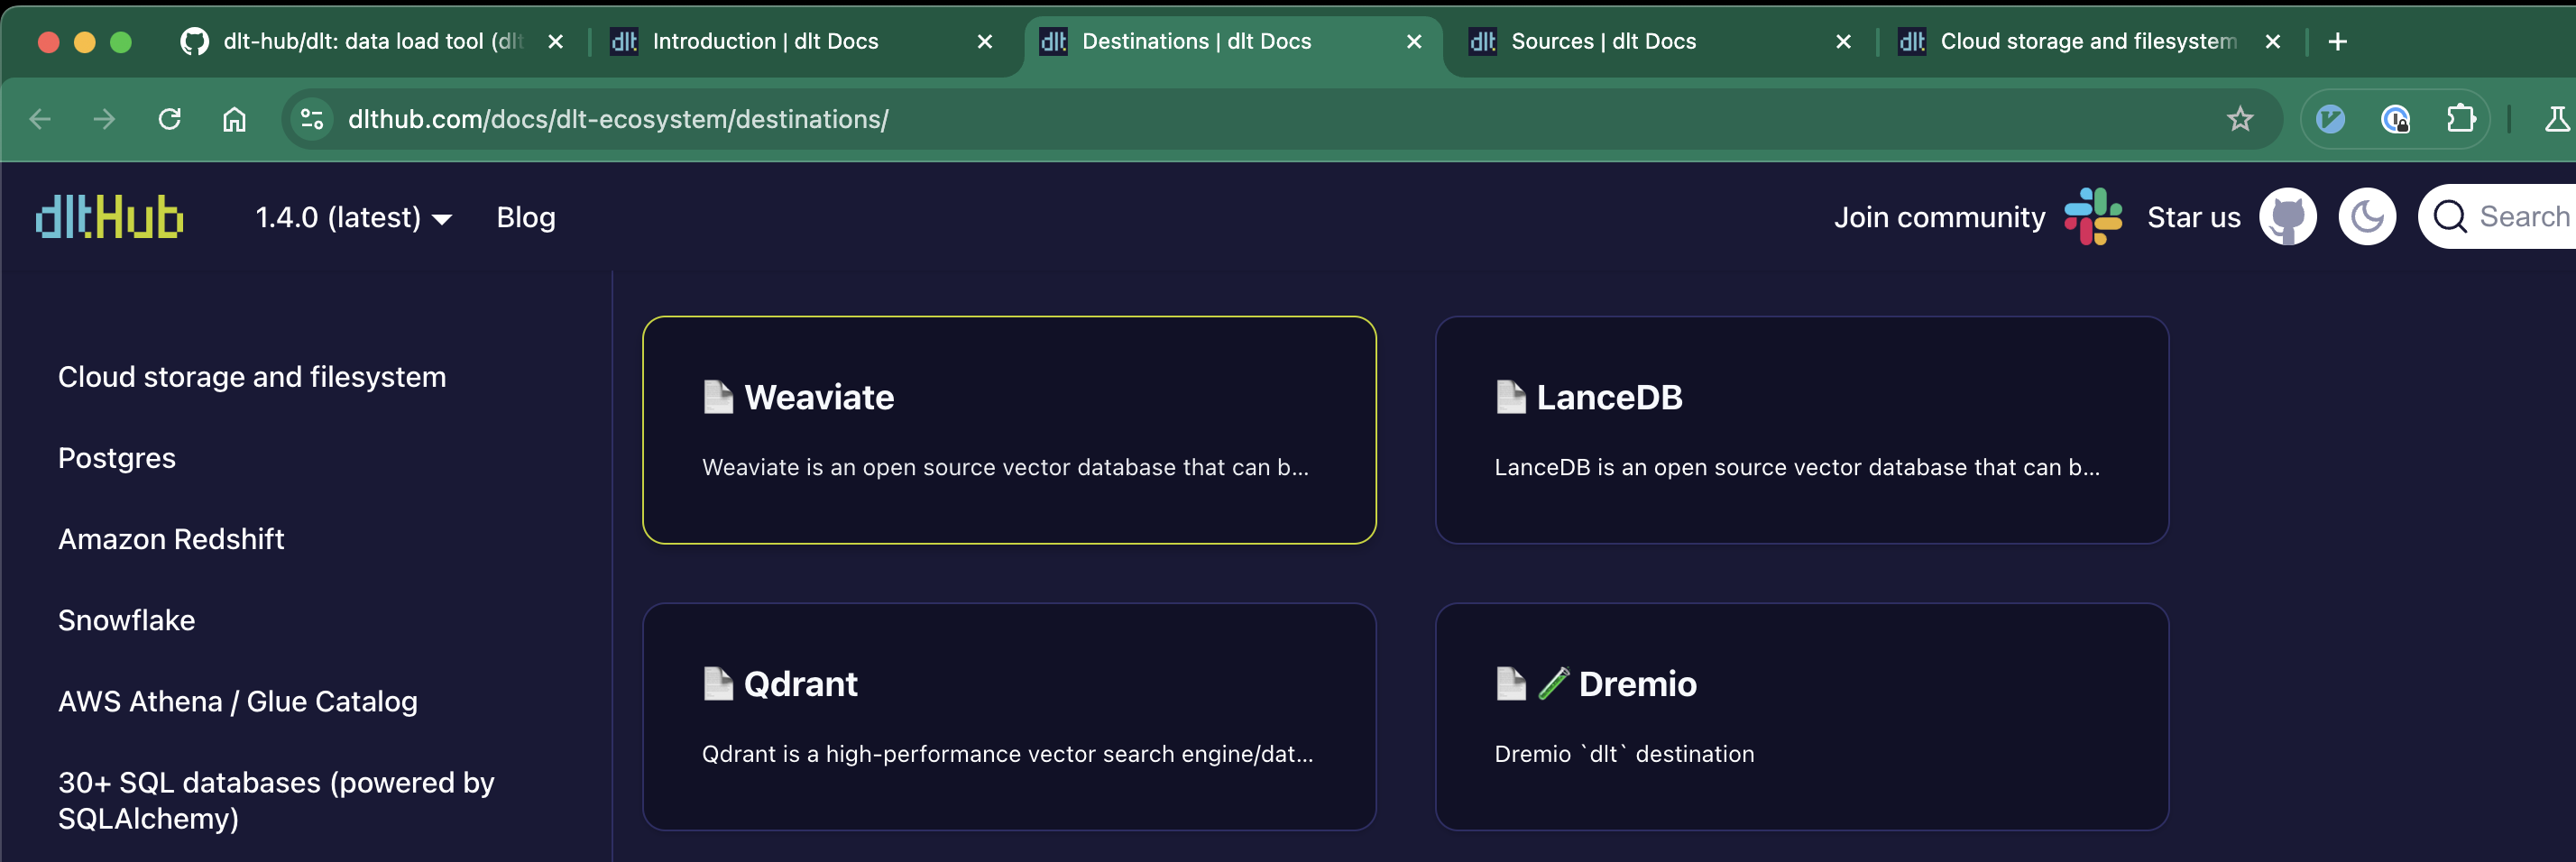 dlt-hub/dlt: data load tool (dlt
Introduction | dlt Docs
Destinations | dlt Docs
Sources | dlt Docs
Cloud storage and filesystem
dlthub.com/docs/dlt-ecosystem/destinations/
dltHub
1.4.0 (latest)
Blog
Join community
Star us
Search
Cloud storage and filesystem
Postgres
Amazon Redshift
Snowflake
AWS Athena / Glue Catalog
30+ SQL databases (powered by
SQLAlchemy)
Weaviate
Weaviate is an open source vector database that can b...
LanceDB
LanceDB is an open source vector database that can b...
Qdrant
Qdrant is a high-performance vector search engine/dat...
Dremio
Dremio `dlt` destination